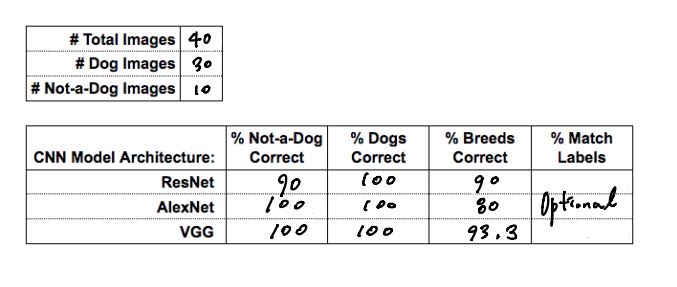 # Total Images 40
# Dog Images 30
# Not-a-Dog Images 10
CNN Model Architecture: % Not-a-Dog Correct % Dogs Correct % Breeds Correct % Match Labels
ResNet 90 100 90
AlexNet 100 100 80 Optional
VGG 100 100 93.3